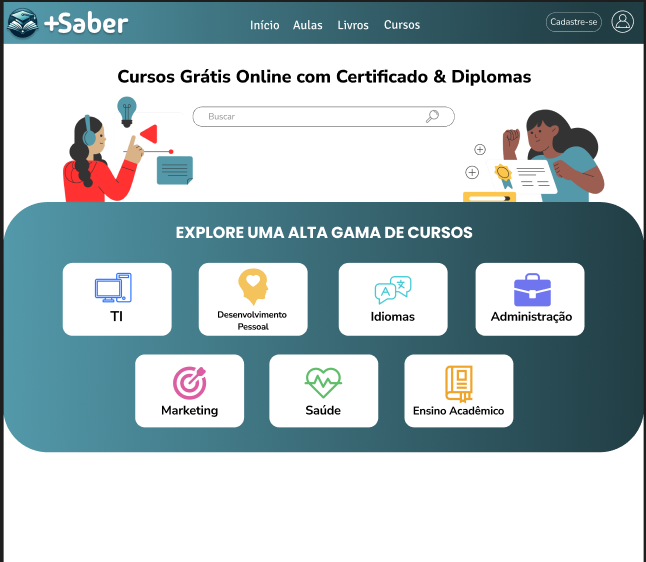 +Saber
Início Aulas Livros Cursos
Cadastre-se
Cursos Grátis Online com Certificado & Diplomas
Buscar
EXPLORE UMA ALTA GAMA DE CURSOS
TI
Desenvolvimento
Pessoal
Idiomas
Administração
Marketing
Saúde
Ensino Acadêmico